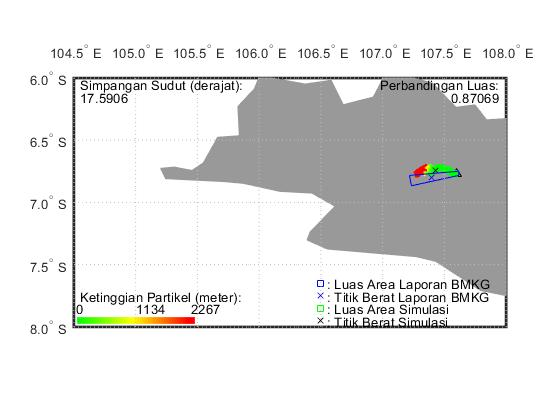 104.5° E 105.0° E 105.5° E 106.0° E 106.5° E 107.0° E 107.5° E 108.0° E
6.0° S
Simpangan Sudut (derajat):
17.5906
Perbandingan Luas:
0.87069
6.5° S
7.0° S
7.5° S
Ketinggian Partikel (meter):
0 1134 2267
: Luas Area Laporan BMKG
: Titik Berat Laporan BMKG
: Luas Area Simulasi
: Titik Berat Simulasi
8.0° S